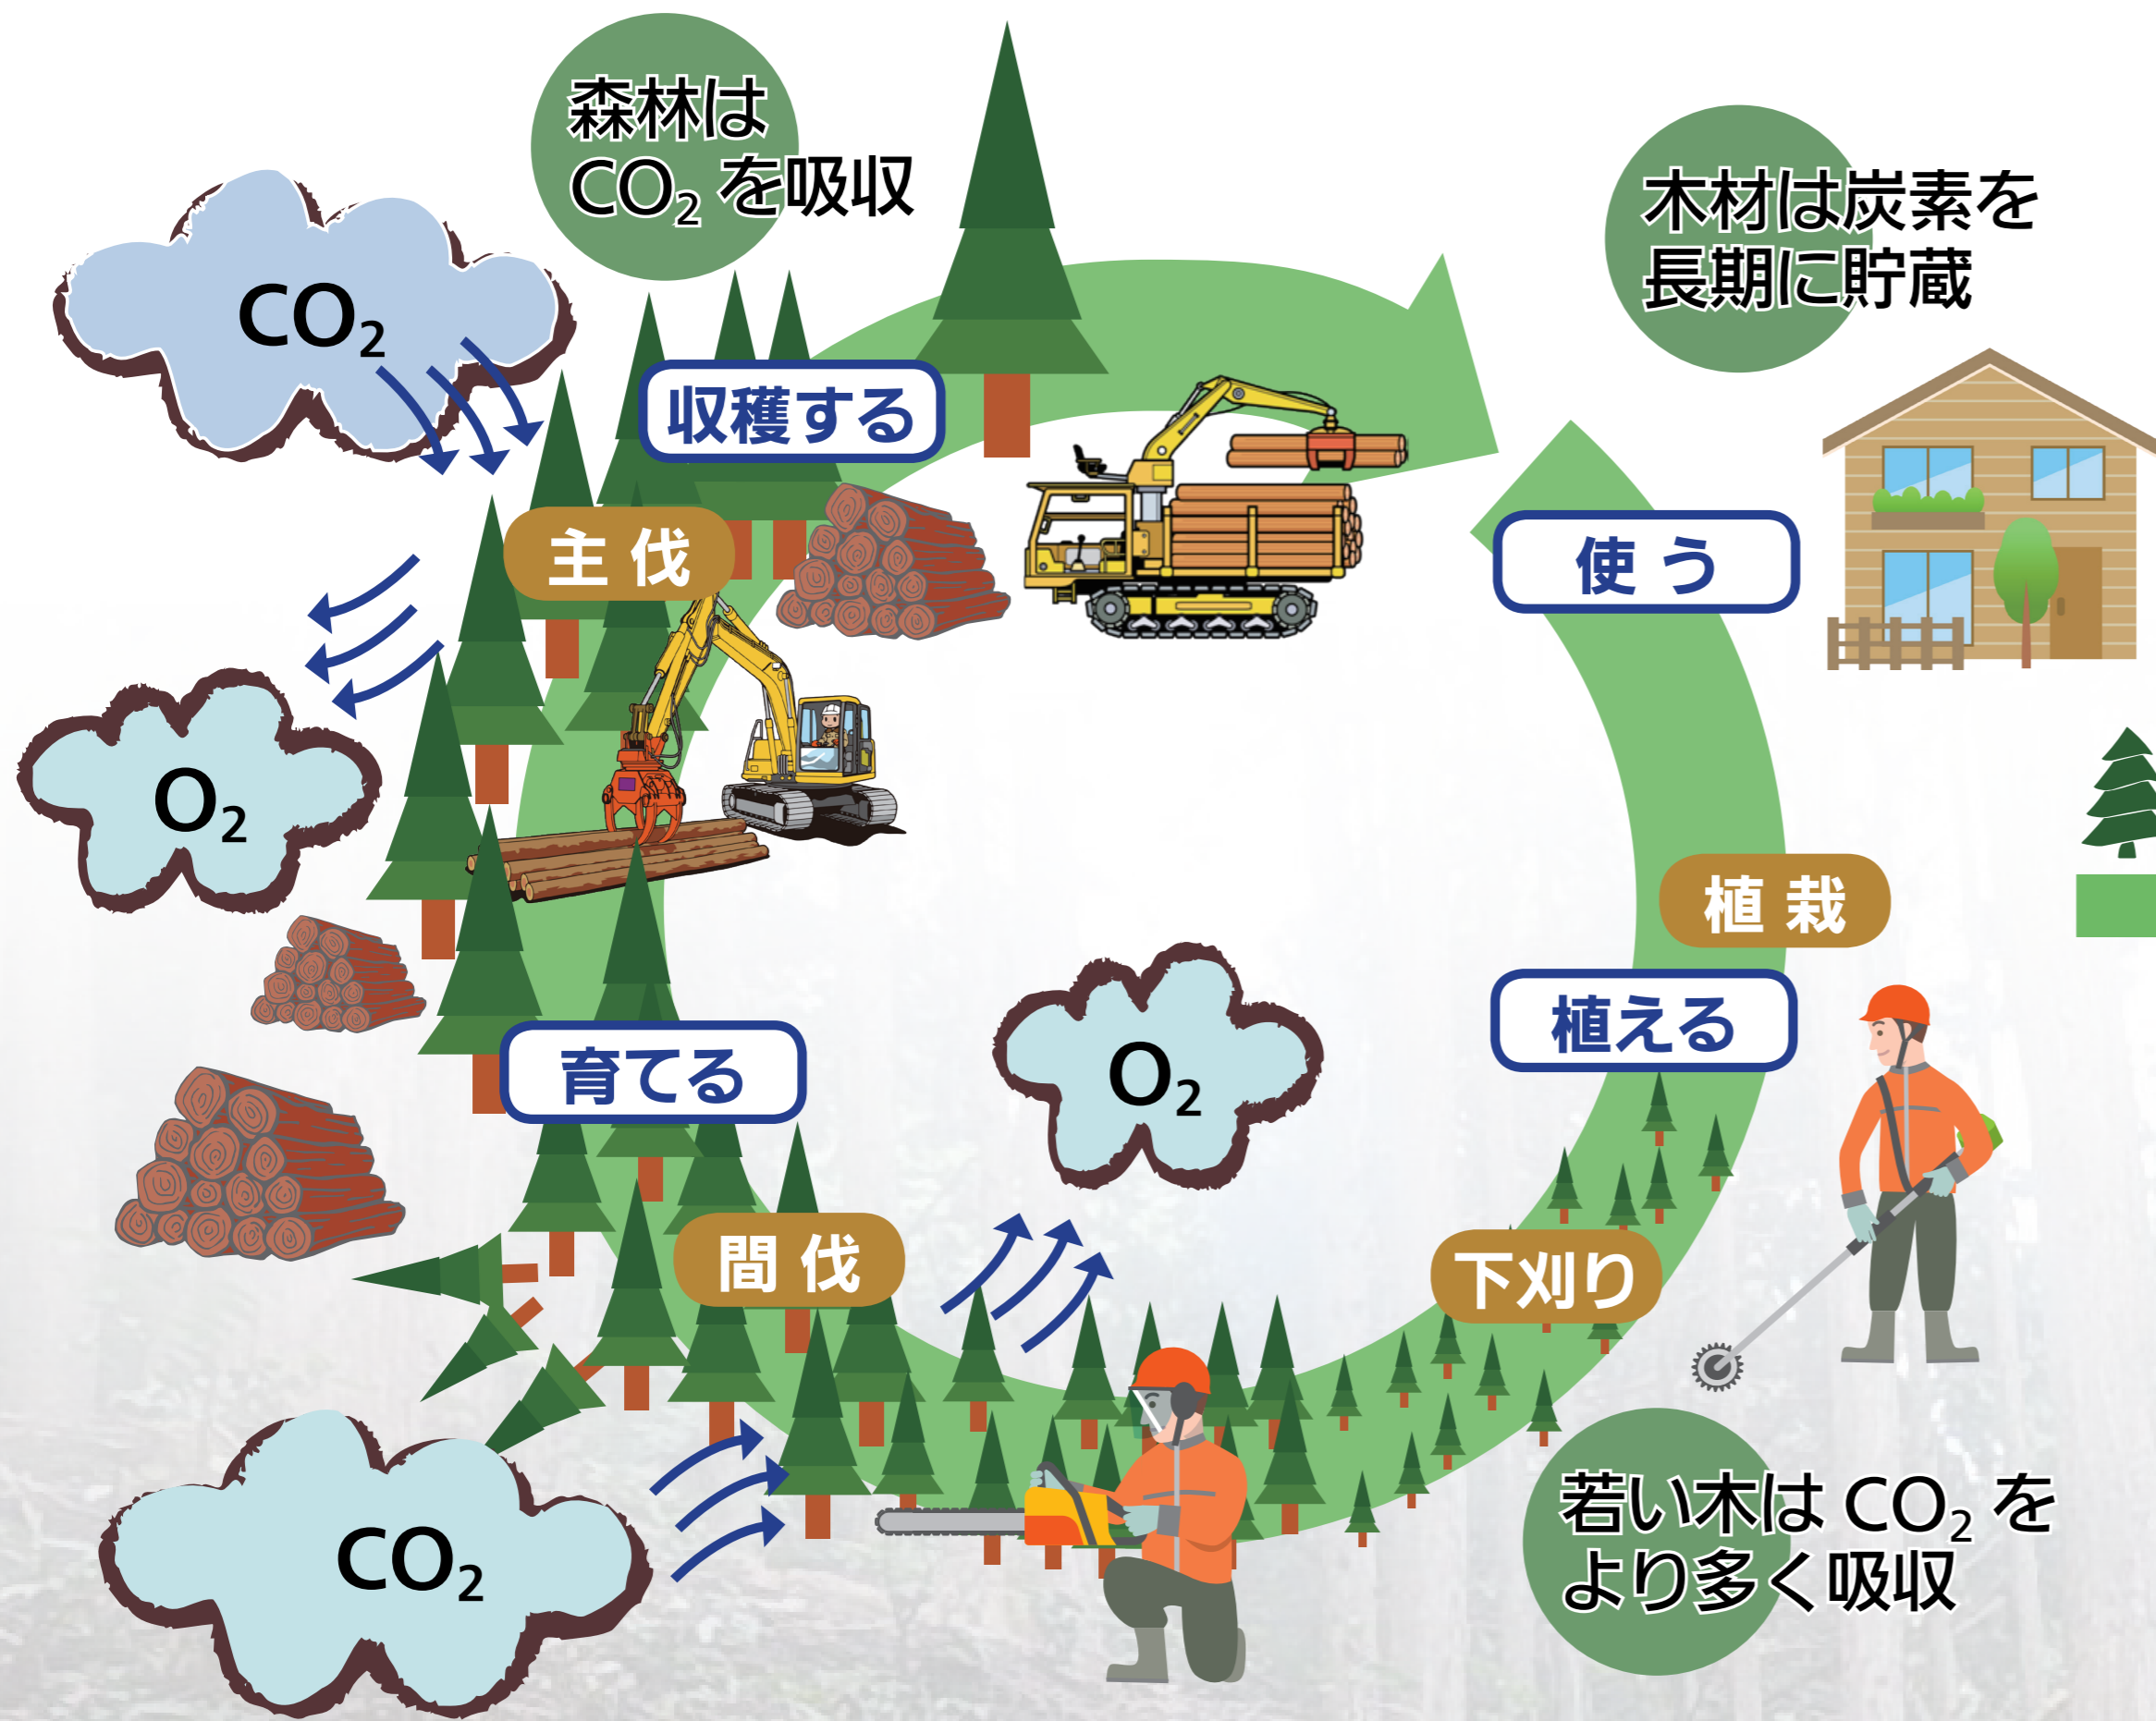 森林は
CO₂ を吸収
木材は炭素を
長期に貯蔵
CO₂
収穫する
主伐
使う
O₂
植栽
植える
育てる
O₂
間伐
下刈り
若い木は CO₂ を
より多く吸収
CO₂